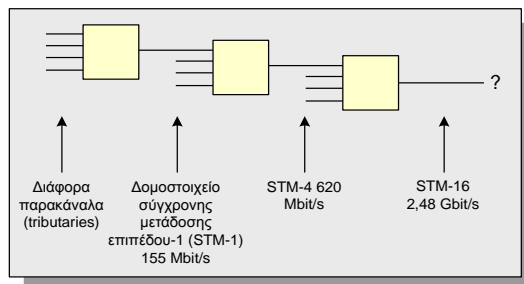 ?
Διάφορα
παρακάναλα
(tributaries)
Δομοστοιχείο
σύγχρονης
μετάδοσης
επιπέδου-1 (STM-1)
155 Mbit/s
STM-4 620
Mbit/s
STM-16
2,48 Gbit/s